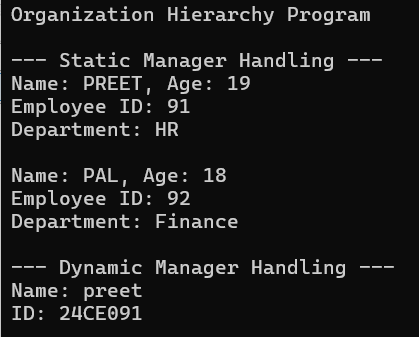 Organization Hierarchy Program
--- Static Manager Handling ---
Name: PREET, Age: 19
Employee ID: 91
Department: HR
Name: PAL, Age: 18
Employee ID: 92
Department: Finance
--- Dynamic Manager Handling ---
Name: preet
ID: 24CE091